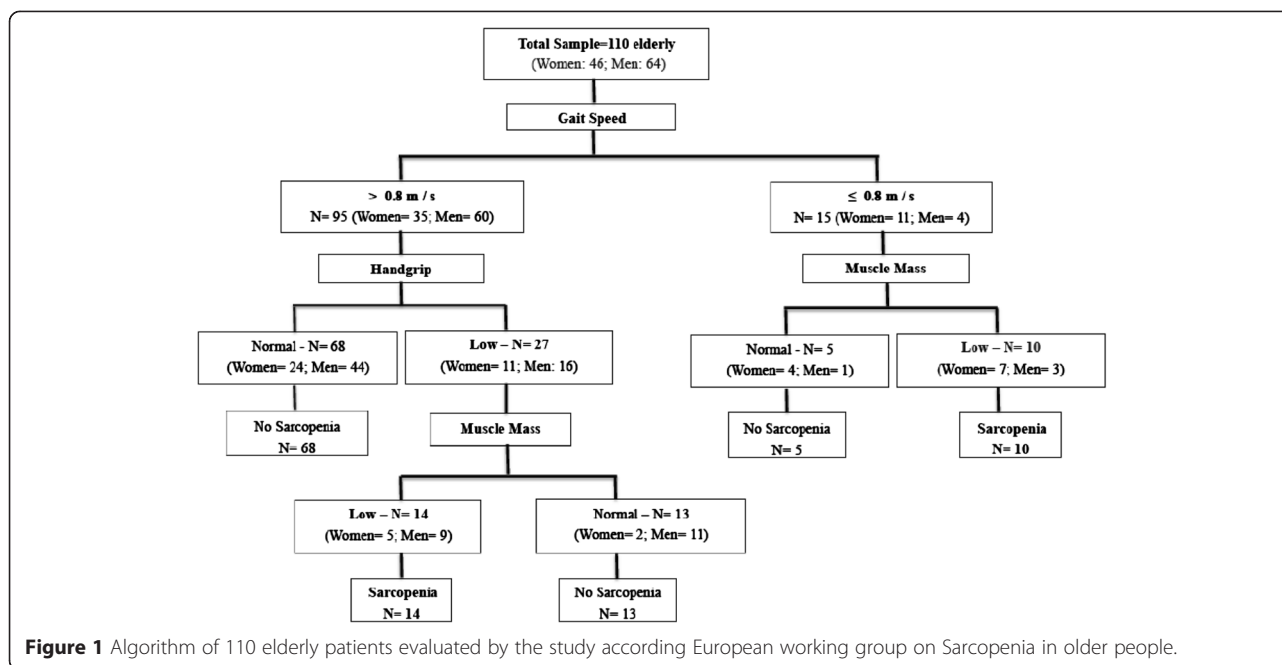 Total Sample=110 elderly
(Women: 46; Men: 64)
Gait Speed
> 0.8 m / s
N= 95 (Women= 35; Men= 60)
≤ 0.8 m / s
N= 15 (Women= 11; Men= 4)
Handgrip
Muscle Mass
Normal - N= 68
(Women= 24; Men= 44)
Low – N= 27
(Women= 11; Men: 16)
Normal - N= 5
(Women= 4; Men= 1)
Low – N= 10
(Women= 7; Men= 3)
No Sarcopenia
N= 68
Muscle Mass
No Sarcopenia
N= 5
Sarcopenia
N= 10
Low – N= 14
(Women= 5; Men= 9)
Normal – N= 13
(Women= 2; Men= 11)
Sarcopenia
N= 14
No Sarcopenia
N= 13
Figure 1 Algorithm of 110 elderly patients evaluated by the study according European working group on Sarcopenia in older people.